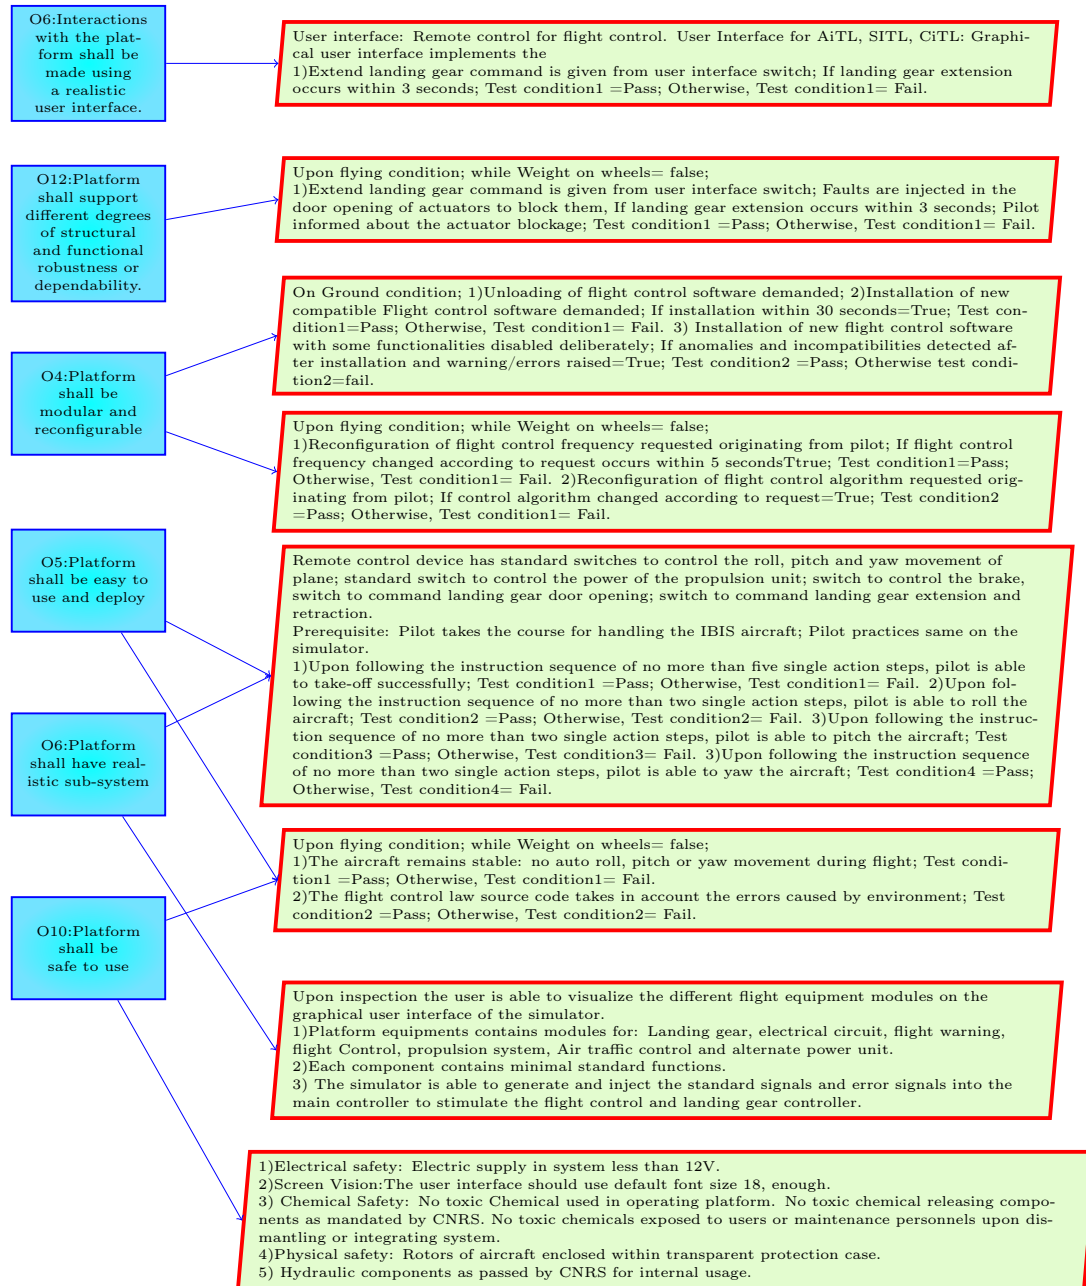 O6:Interactions
with the plat-
form shall be
made using
a realistic
user interface.
User interface: Remote control for flight control. User Interface for AiTL, SITL, CiTL: Graphi-
cal user interface implements the
1)Extend landing gear command is given from user interface switch; If landing gear extension
occurs within 3 seconds; Test condition1 =Pass; Otherwise, Test condition1= Fail.
O12:Platform
shall support
different degrees
of structural
and functional
robustness or
dependability.
Upon flying condition; while Weight on wheels= false;
1)Extend landing gear command is given from user interface switch; Faults are injected in the
door opening of actuators to block them, If landing gear extension occurs within 3 seconds; Pilot
informed about the actuator blockage; Test condition1 =Pass; Otherwise, Test condition1= Fail.
O4:Platform
shall be
modular and
reconfigurable
On Ground condition; 1)Unloading of flight control software demanded; 2)Installation of new
compatible Flight control software demanded; If installation within 30 seconds=True; Test con-
dition1=Pass; Otherwise, Test condition1= Fail. 3) Installation of new flight control software
with some functionalities disabled deliberately; If anomalies and incompatibilities detected af-
ter installation and warning/errors raised=True; Test condition2 =Pass; Otherwise test condi-
tion2=fail.
Upon flying condition; while Weight on wheels= false;
1)Reconfiguration of flight control frequency requested originating from pilot; If flight control
frequency changed according to request occurs within 5 secondsTtrue; Test condition1=Pass;
Otherwise, Test condition1= Fail. 2)Reconfiguration of flight control algorithm requested orig-
inating from pilot; If control algorithm changed according to request=True; Test condition2
=Pass; Otherwise, Test condition1= Fail.
O5:Platform
shall be easy to
use and deploy
Remote control device has standard switches to control the roll, pitch and yaw movement of
plane; standard switch to control the power of the propulsion unit; switch to control the brake,
switch to command landing gear door opening; switch to command landing gear extension and
retraction.
Prerequisite: Pilot takes the course for handling the IBIS aircraft; Pilot practices same on the
simulator.
1)Upon following the instruction sequence of no more than five single action steps, pilot is able
to take-off successfully; Test condition1 =Pass; Otherwise, Test condition1= Fail. 2)Upon fol-
lowing the instruction sequence of no more than two single action steps, pilot is able to roll the
aircraft; Test condition2 =Pass; Otherwise, Test condition2= Fail. 3)Upon following the instruc-
tion sequence of no more than two single action steps, pilot is able to pitch the aircraft; Test
condition3 =Pass; Otherwise, Test condition3= Fail. 3)Upon following the instruction sequence
of no more than two single action steps, pilot is able to yaw the aircraft; Test condition4 =Pass;
Otherwise, Test condition4= Fail.
O6:Platform
shall have real-
istic sub-system
Upon flying condition; while Weight on wheels= false;
1)The aircraft remains stable: no auto roll, pitch or yaw movement during flight; Test condi-
tion1 =Pass; Otherwise, Test condition1= Fail.
2)The flight control law source code takes in account the errors caused by environment; Test
condition2 =Pass; Otherwise, Test condition2= Fail.
O10:Platform
shall be
safe to use
Upon inspection the user is able to visualize the different flight equipment modules on the
graphical user interface of the simulator.
1)Platform equipments contains modules for: Landing gear, electrical circuit, flight warning,
flight Control, propulsion system, Air traffic control and alternate power unit.
2)Each component contains minimal standard functions.
3) The simulator is able to generate and inject the standard signals and error signals into the
main controller to stimulate the flight control and landing gear controller.
1)Electrical safety: Electric supply in system less than 12V.
2)Screen Vision:The user interface should use default font size 18, enough.
3) Chemical Safety: No toxic Chemical used in operating platform. No toxic chemical releasing compo-
nents as mandated by CNRS. No toxic chemicals exposed to users or maintenance personnels upon dis-
mantling or integrating system.
4)Physical safety: Rotors of aircraft enclosed within transparent protection case.
5) Hydraulic components as passed by CNRS for internal usage.